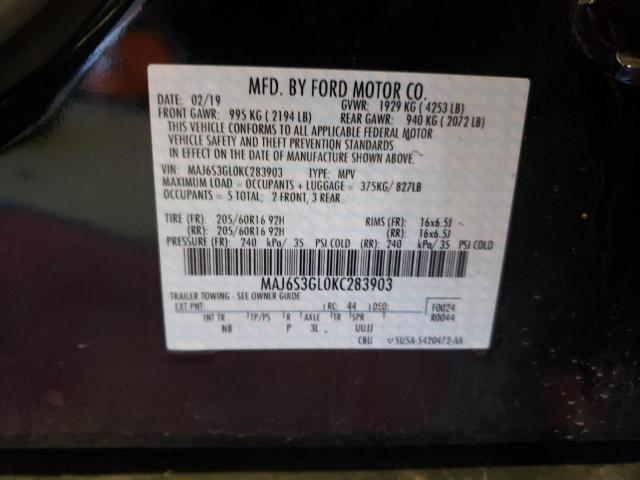 MFD. BY FORD MOTOR CO.
DATE: 02/19 GVWR: 1929 KG ( 4253 LB)
FRONT GAWR: 995 KG ( 2194 LB) REAR GAWR: 940 KG ( 2072 LB)
THIS VEHICLE CONFORMS TO ALL APPLICABLE FEDERAL MOTOR
VEHICLE SAFETY AND THEFT PREVENTION STANDARDS
IN EFFECT ON THE DATE OF MANUFACTURE SHOWN ABOVE.
VIN: MAJ6S3GL0KC283903 TYPE: MPV
MAXIMUM LOAD = OCCUPANTS + LUGGAGE = 375KG/ 827LB
OCCUPANTS = 5 TOTAL; 2 FRONT, 3 REAR
TIRE (FR): 205/60R16 92H RIMS (FR): 16x6.5J
(RR): 205/60R16 92H (RR): 16x6.5J
PRESSURE (FR): 240 kPa/ 35 PSI COLD (RR): 240 kPa/ 35 PSI COLD
MAJ6S3GL0KC283903
TRAILER TOWING - SEE OWNER GUIDE
EXT PNT: RC: 44 DSO: F0024
INT TR TP/PS R AXLE TR SPR R0044
NB P 3L UUJJ
CBU 5U5A-5420472-AA